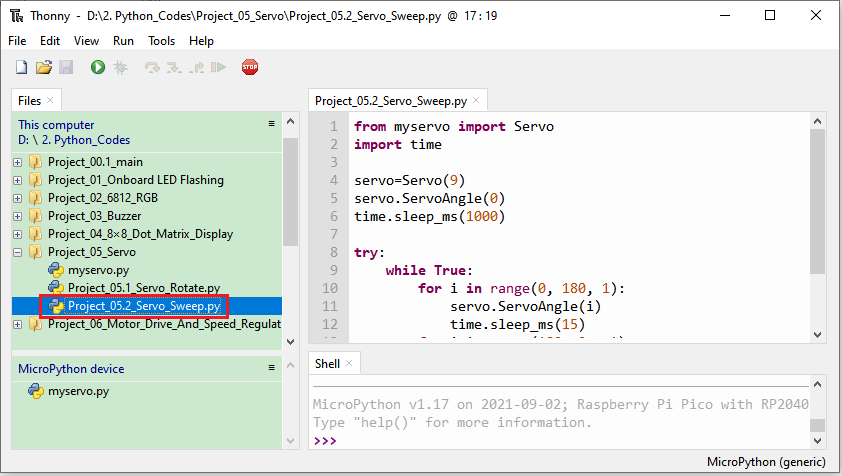 Thonny - D:\2. Python_Codes\Project_05_Servo\Project_05.2_Servo_Sweep.py @ 17 : 19
File Edit View Run Tools Help
STOP
Files
This computer
D: \ 2. Python_Codes
Project_00.1_main
Project_01_Onboard LED Flashing
Project_02_6812_RGB
Project_03_Buzzer
Project_04_8×8_Dot_Matrix_Display
Project_05_Servo
myservo.py
Project_05.1_Servo_Rotate.py
Project_05.2_Servo_Sweep.py
Project_06_Motor_Drive_And_Speed_Regulat
MicroPython device
myservo.py
Project_05.2_Servo_Sweep.py
1 from myservo import Servo
2 import time
3
4 servo=Servo(9)
5 servo.ServoAngle(0)
6 time.sleep_ms(1000)
7
8 try:
9 while True:
10 for i in range(0, 180, 1):
11 servo.ServoAngle(i)
12 time.sleep_ms(15)
Shell
MicroPython v1.17 on 2021-09-02; Raspberry Pi Pico with RP2040
Type "help()" for more information.
>>>
MicroPython (generic)